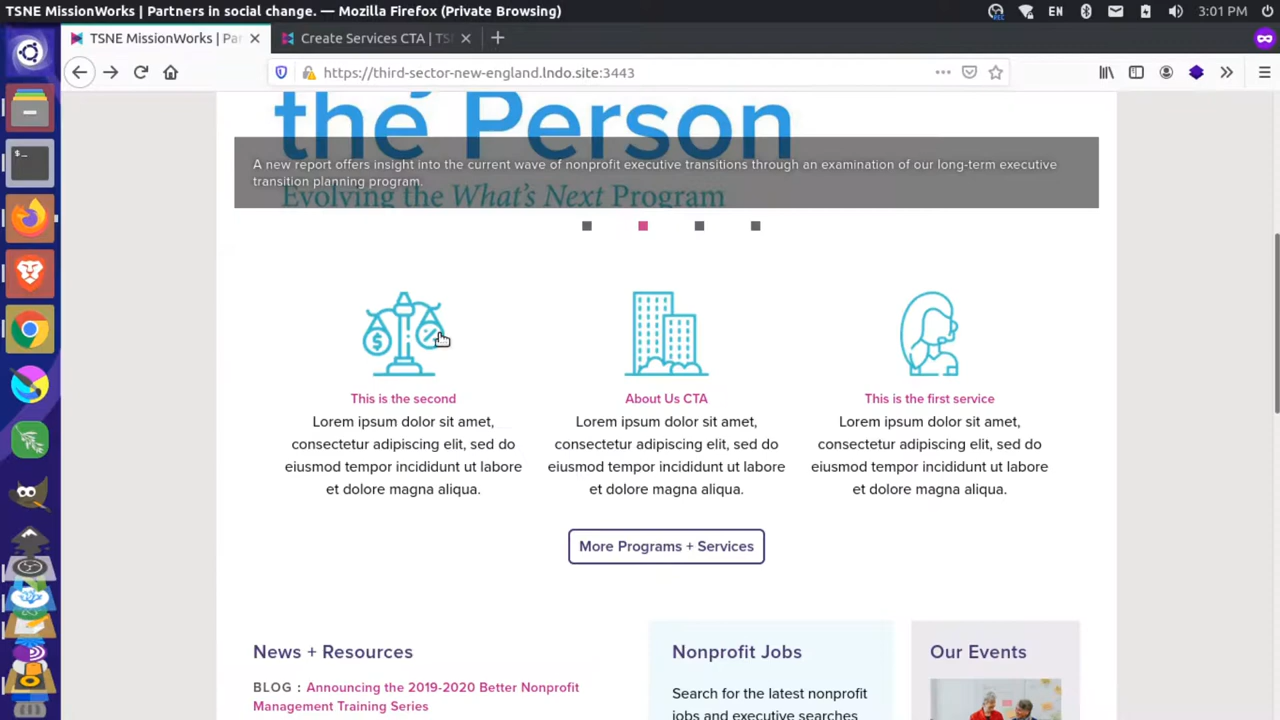 TSNE MissionWorks | Partners in social change. — Mozilla Firefox (Private Browsing)
EN
3:01 PM
TSNE MissionWorks | Par
Create Services CTA | TSN
https://third-sector-new-england.lndo.site:3443
the Person
A new report offers insight into the current wave of nonprofit executive transitions through an examination of our long-term executive
transition planning program.
Evolving the What's Next Program
This is the second
Lorem ipsum dolor sit amet,
consectetur adipiscing elit, sed do
eiusmod tempor incididunt ut labore
et dolore magna aliqua.
About Us CTA
Lorem ipsum dolor sit amet,
consectetur adipiscing elit, sed do
eiusmod tempor incididunt ut labore
et dolore magna aliqua.
This is the first service
Lorem ipsum dolor sit amet,
consectetur adipiscing elit, sed do
eiusmod tempor incididunt ut labore
et dolore magna aliqua.
More Programs + Services
News + Resources
BLOG : Announcing the 2019-2020 Better Nonprofit
Management Training Series
Nonprofit Jobs
Search for the latest nonprofit
jobs and executive searches
Our Events